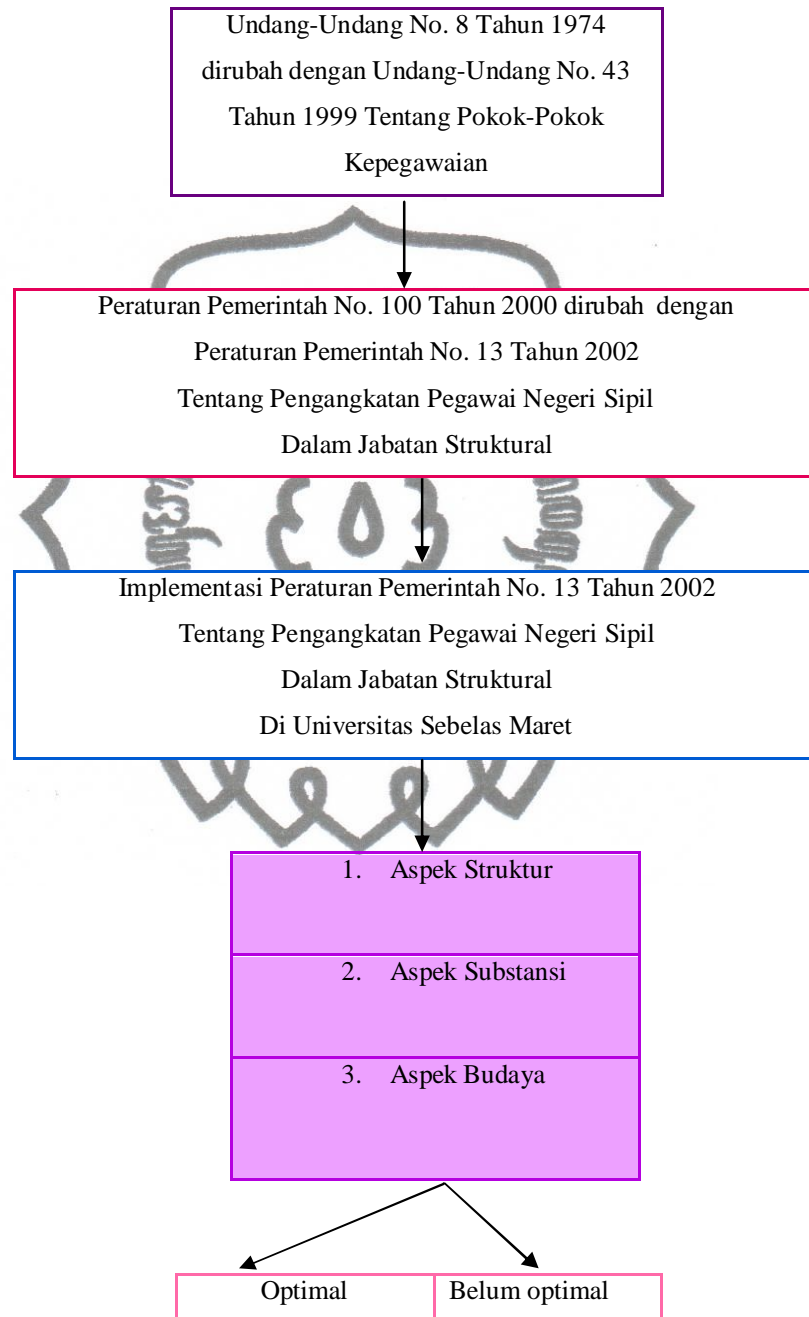 Undang-Undang No. 8 Tahun 1974
dirubah dengan Undang-Undang No. 43
Tahun 1999 Tentang Pokok-Pokok
Kepegawaian
Peraturan Pemerintah No. 100 Tahun 2000 dirubah dengan
Peraturan Pemerintah No. 13 Tahun 2002
Tentang Pengangkatan Pegawai Negeri Sipil
Dalam Jabatan Struktural
Implementasi Peraturan Pemerintah No. 13 Tahun 2002
Tentang Pengangkatan Pegawai Negeri Sipil
Dalam Jabatan Struktural
Di Universitas Sebelas Maret
1. Aspek Struktur
2. Aspek Substansi
3. Aspek Budaya
Optimal
Belum optimal